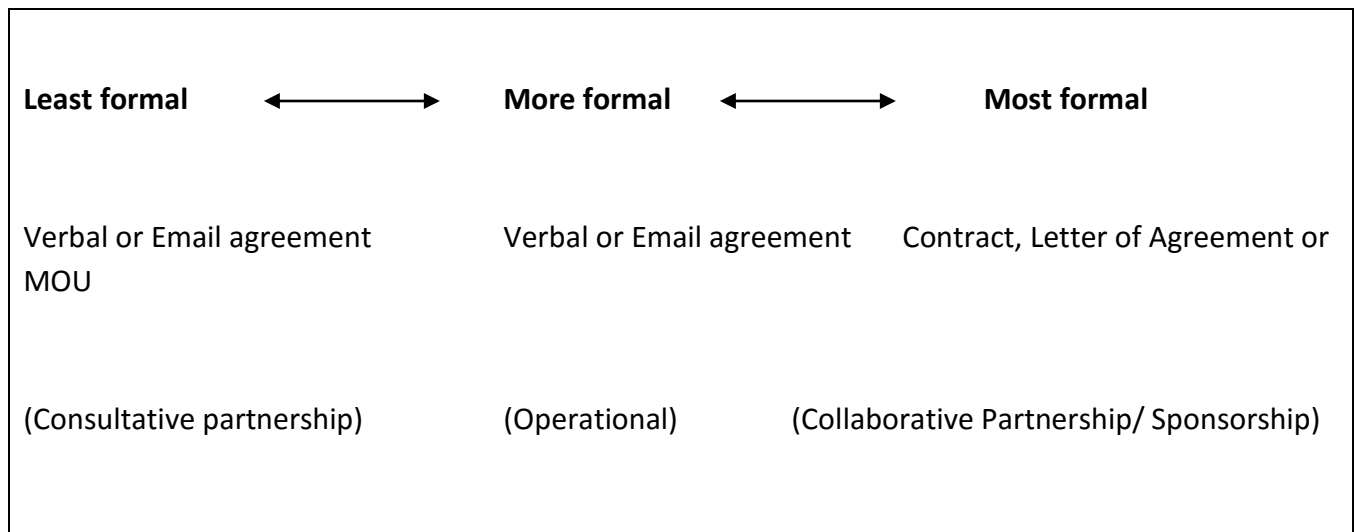 Least formal More formal Most formal
Verbal or Email agreement Verbal or Email agreement Contract, Letter of Agreement or
MOU
(Consultative partnership) (Operational) (Collaborative Partnership/ Sponsorship)